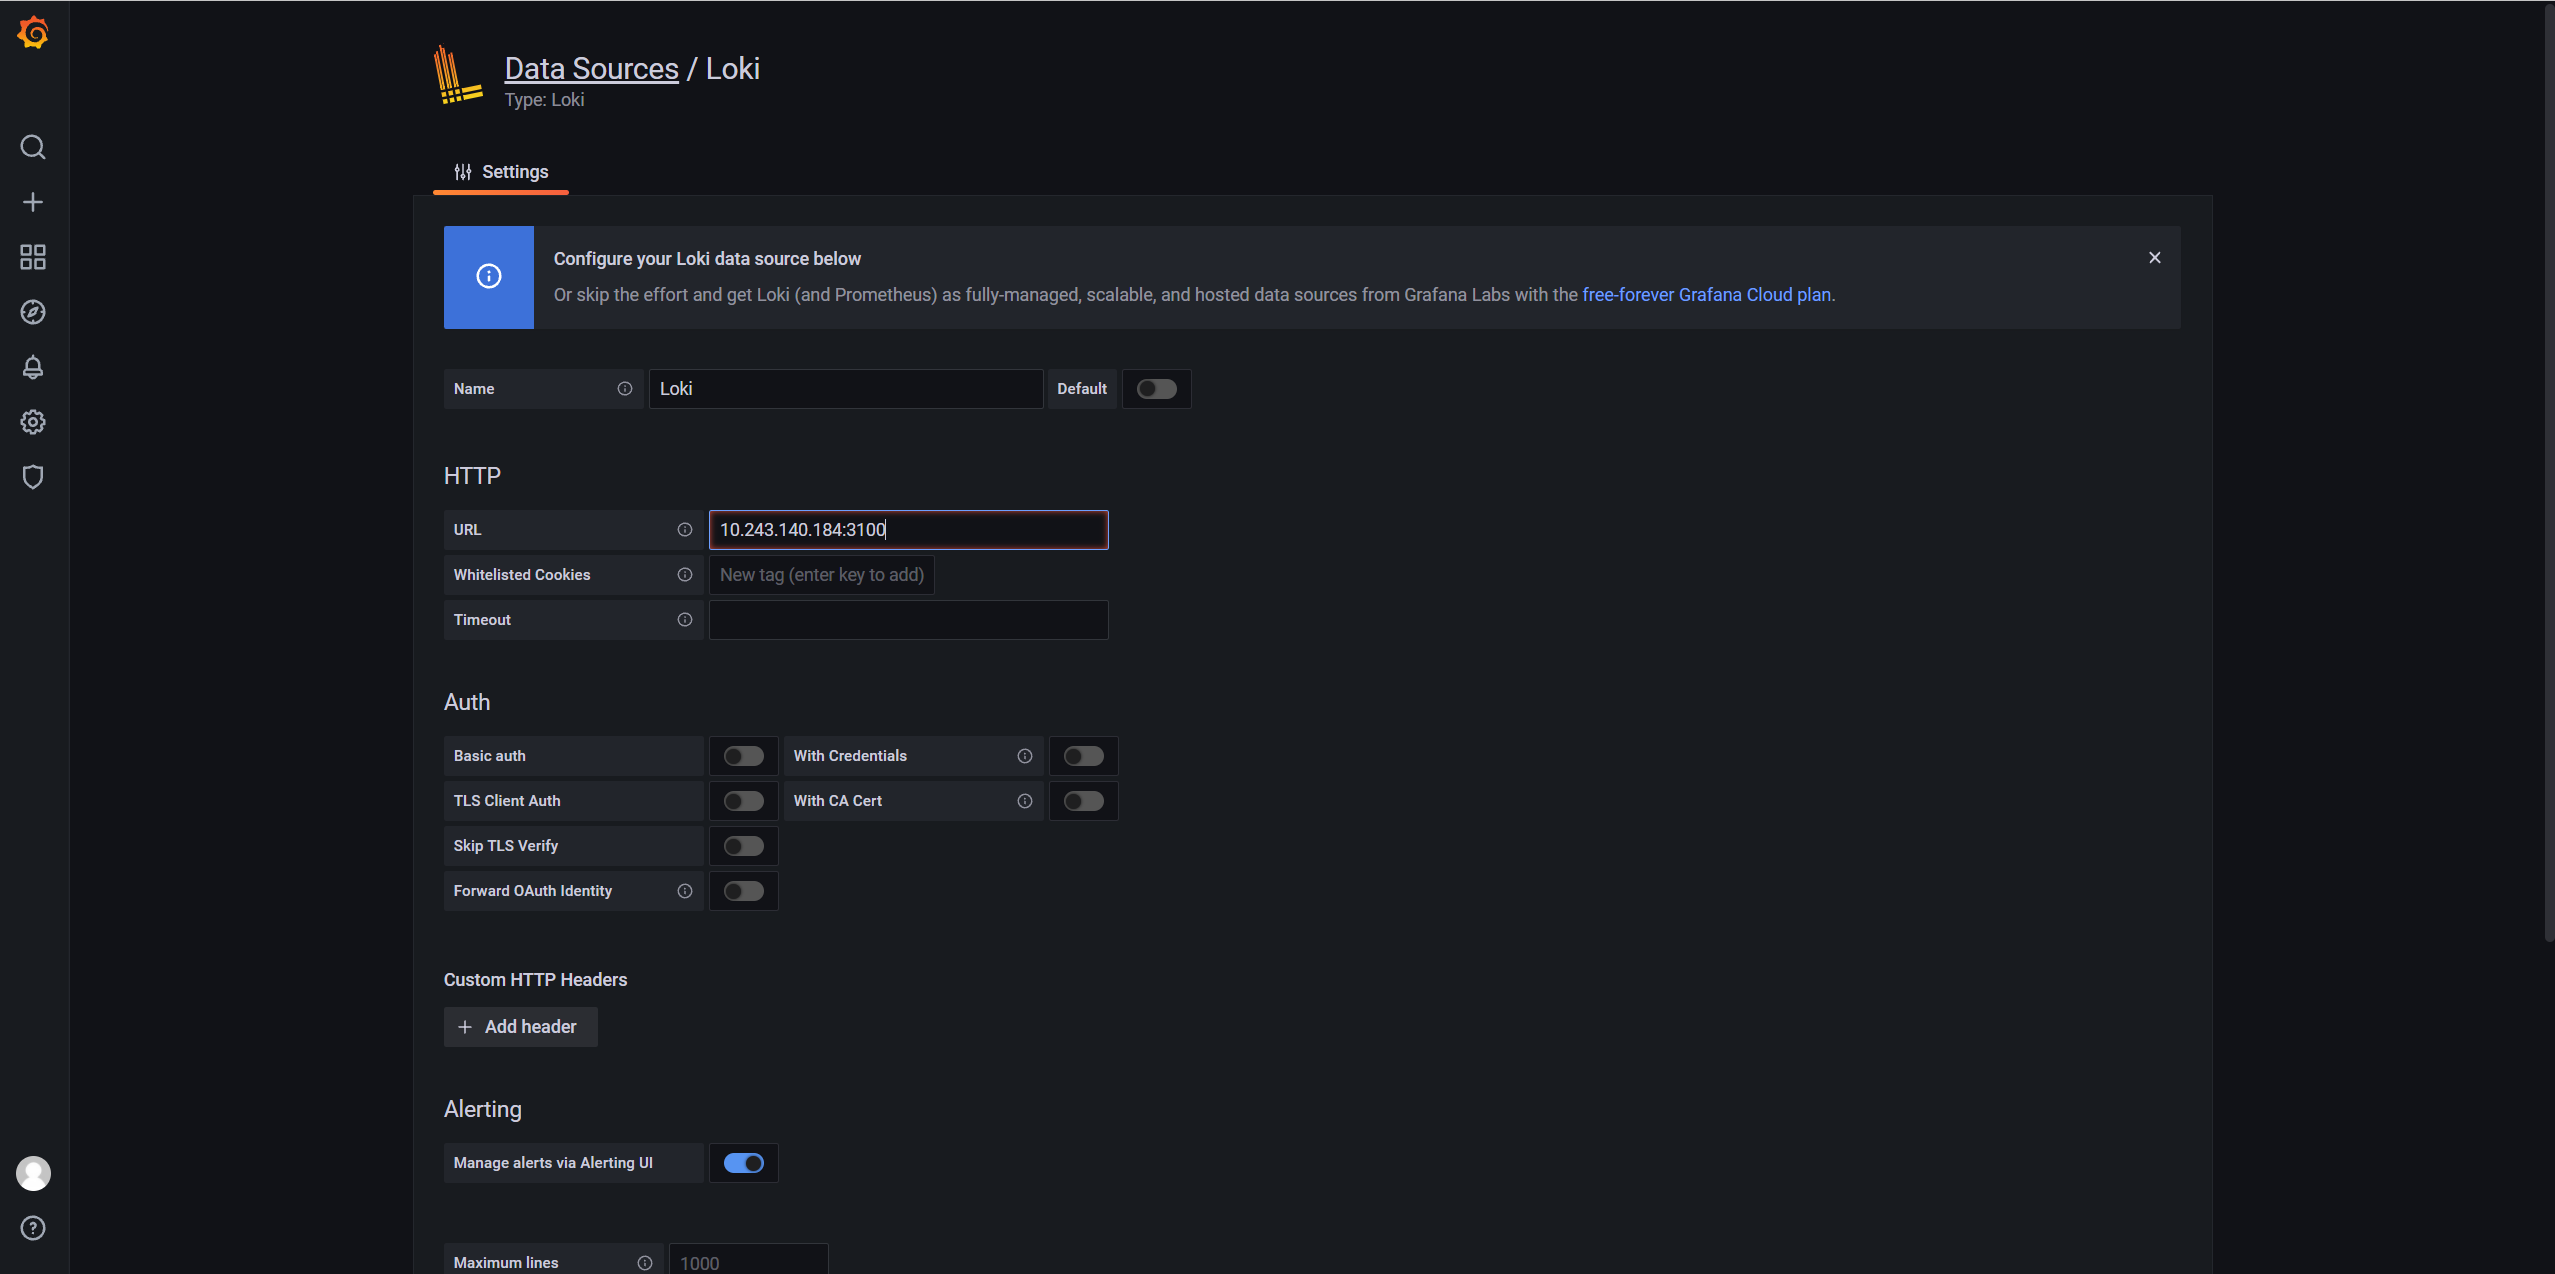 Data Sources / Loki
Type: Loki
Settings
Configure your Loki data source below
Or skip the effort and get Loki (and Prometheus) as fully-managed, scalable, and hosted data sources from Grafana Labs with the free-forever Grafana Cloud plan.
Name Loki Default
HTTP
URL 10.243.140.184:3100
Whitelisted Cookies New tag (enter key to add)
Timeout
Auth
Basic auth With Credentials
TLS Client Auth With CA Cert
Skip TLS Verify
Forward OAuth Identity
Custom HTTP Headers
Add header
Alerting
Manage alerts via Alerting UI
Maximum lines 1000